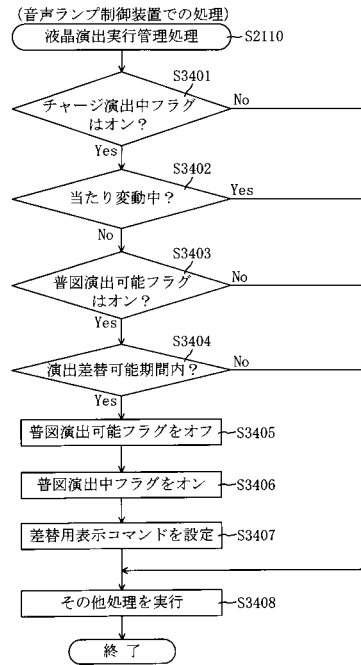 (音声ランプ制御装置での処理)
液晶演出実行管理処理
S2110
S3401
チャージ演出中フラグ
はオン?
No
Yes
S3402
当たり変動中?
Yes
No
S3403
普図演出可能フラグ
はオン?
No
Yes
S3404
演出差替可能期間内?
No
Yes
普図演出可能フラグをオフ
S3405
普図演出中フラグをオン
S3406
差替用表示コマンドを設定
S3407
その他処理を実行
S3408
終了